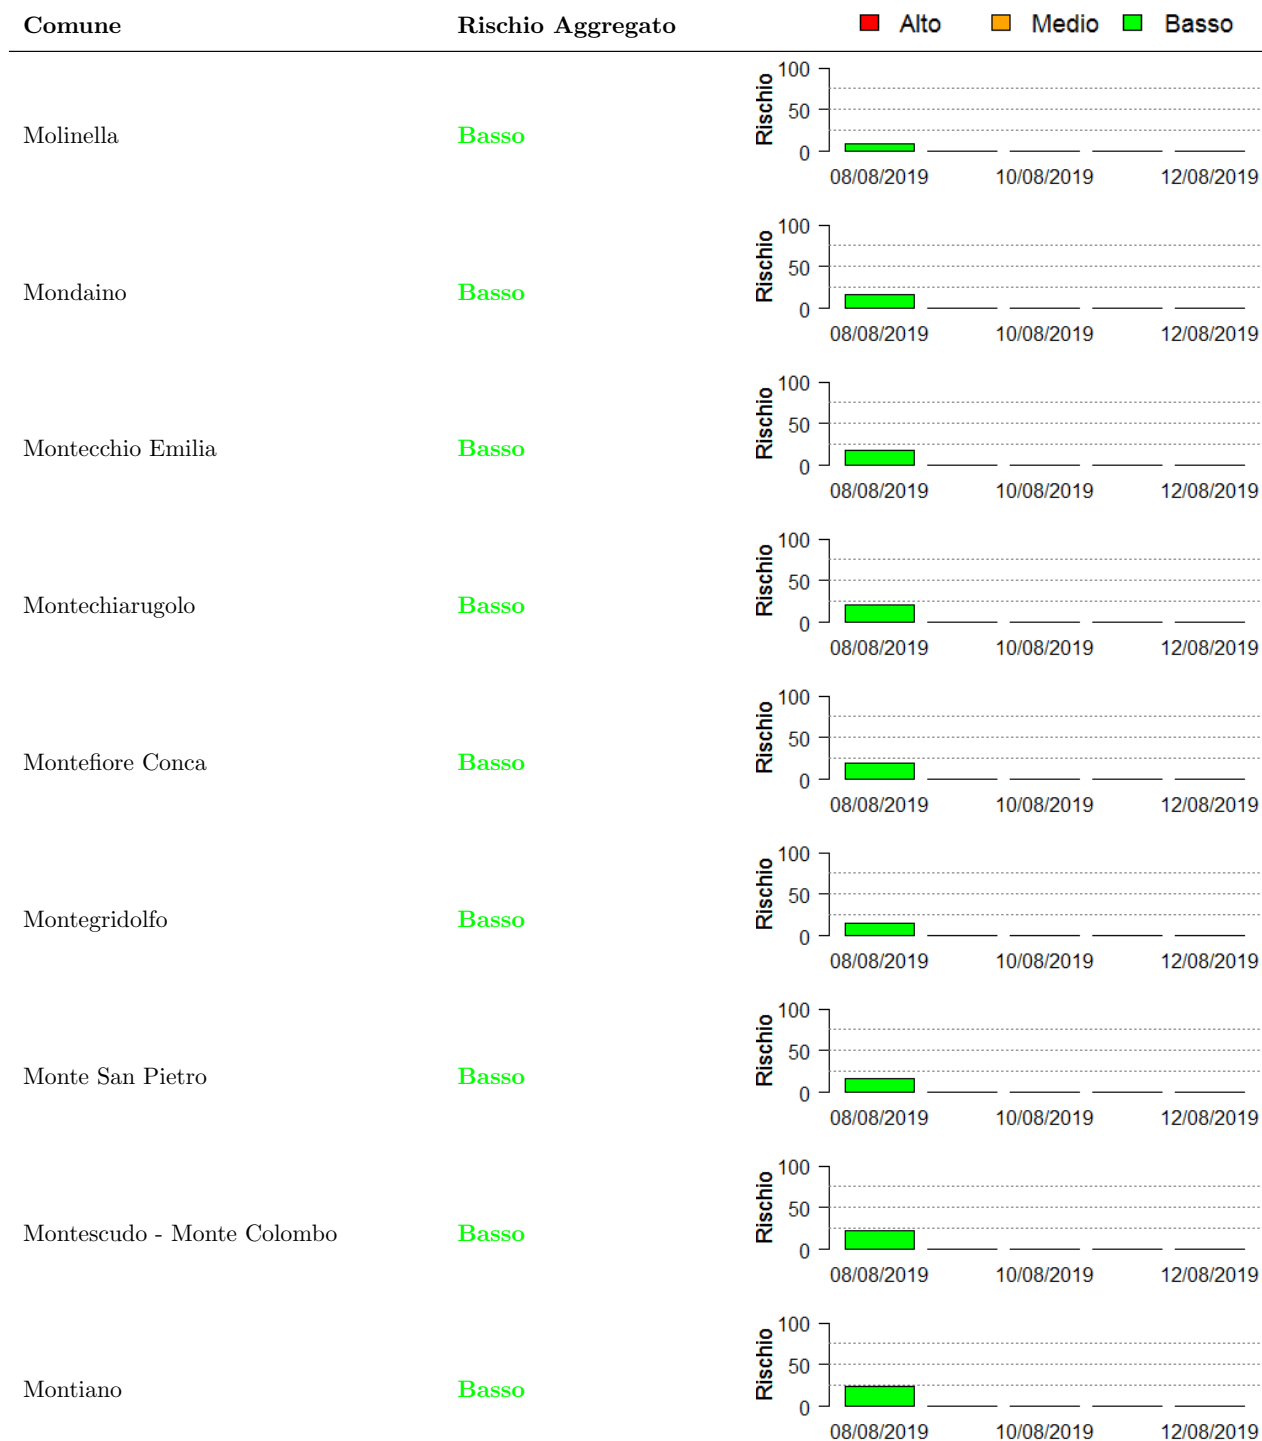 Comune Rischio Aggregato Alto Medio Basso
Molinella Basso
Rischio
100
50
0
08/08/2019 10/08/2019 12/08/2019
Mondaino Basso
Rischio
100
50
0
08/08/2019 10/08/2019 12/08/2019
Montecchio Emilia Basso
Rischio
100
50
0
08/08/2019 10/08/2019 12/08/2019
Montechiarugolo Basso
Rischio
100
50
0
08/08/2019 10/08/2019 12/08/2019
Montefiore Conca Basso
Rischio
100
50
0
08/08/2019 10/08/2019 12/08/2019
Montegridolfo Basso
Rischio
100
50
0
08/08/2019 10/08/2019 12/08/2019
Monte San Pietro Basso
Rischio
100
50
0
08/08/2019 10/08/2019 12/08/2019
Montescudo - Monte Colombo Basso
Rischio
100
50
0
08/08/2019 10/08/2019 12/08/2019
Montiano Basso
Rischio
100
50
0
08/08/2019 10/08/2019 12/08/2019